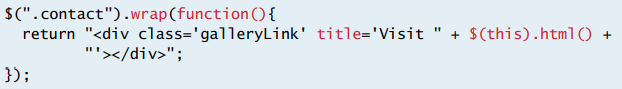 $(".contact").wrap(function(){
  return "<div class='galleryLink' title='Visit " + $(this).html() +
         "'></div>";
});